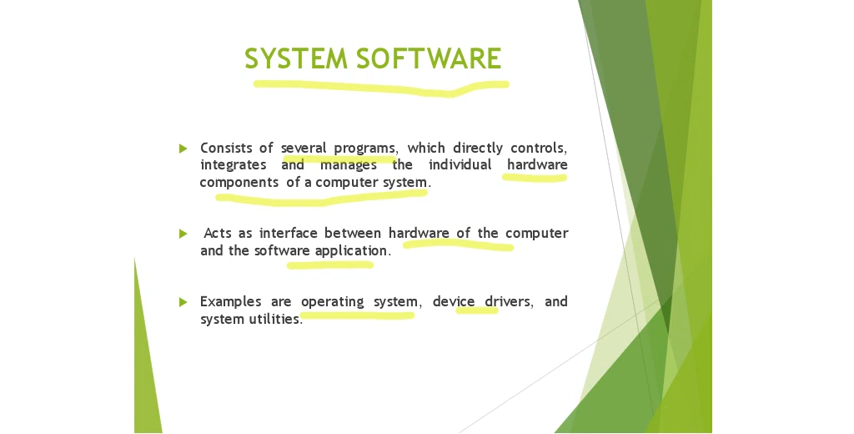 SYSTEM SOFTWARE
Consists of several programs, which directly controls,
integrates and manages the individual hardware
components of a computer system.
Acts as interface between hardware of the computer
and the software application.
Examples are operating system, device drivers, and
system utilities.